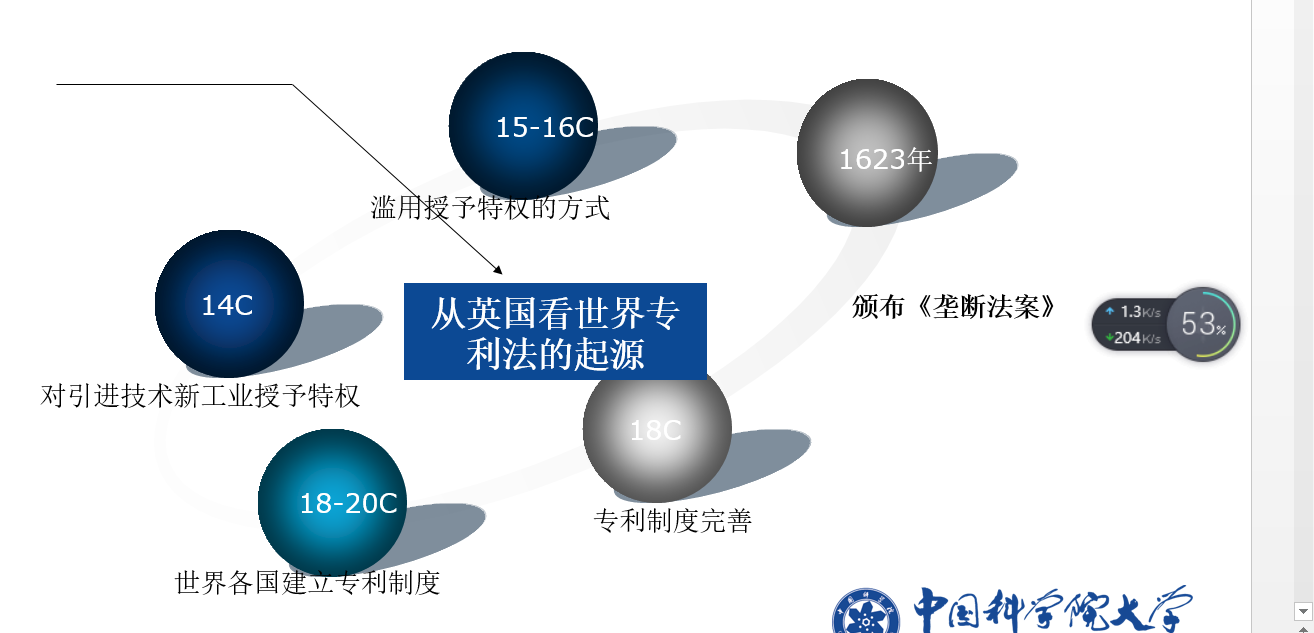 15-16C
1623年
滥用授予特权的方式
14C
从英国看世界专
利法的起源
颁布《垄断法案》
1.3K/s
204K/s
53%
对引进技术新工业授予特权
18C
18-20C
专利制度完善
世界各国建立专利制度
中国科学院大学